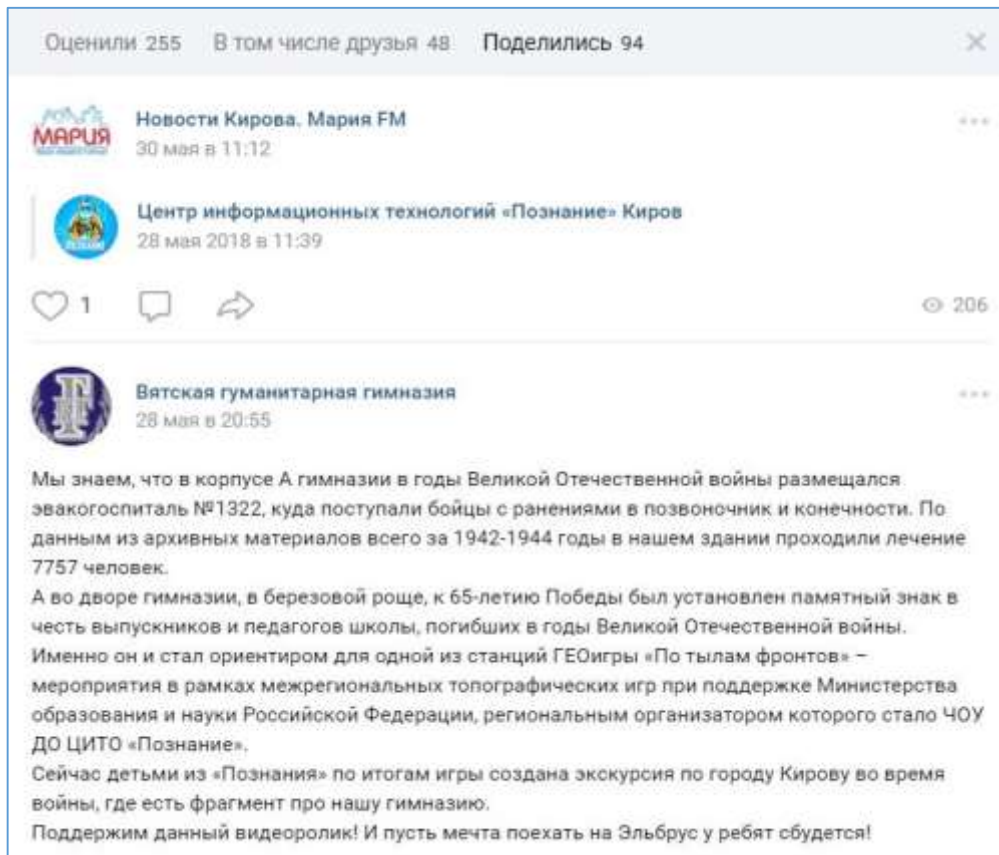 Оценили 255 В том числе друзья 48 Поделились 94
МАРИЯ
Новости Кирова. Мария FM
30 мая в 11:12
Центр информационных технологий «Познание» Киров
28 мая 2018 в 11:39
1 206
Вятская гуманитарная гимназия
28 мая в 20:55
Мы знаем, что в корпусе А гимназии в годы Великой Отечественной войны размещался
эвакогоспиталь №1322, куда поступали бойцы с ранениями в позвоночник и конечности. По
данным из архивных материалов всего за 1942-1944 годы в нашем здании проходили лечение
7757 человек.
А во дворе гимназии, в березовой роще, к 65-летию Победы был установлен памятный знак в
честь выпускников и педагогов школы, погибших в годы Великой Отечественной войны.
Именно он и стал ориентиром для одной из станций ГЕОигры «По тылам фронтов» –
мероприятия в рамках межрегиональных топографических игр при поддержке Министерства
образования и науки Российской Федерации, региональным организатором которого стало ЧОУ
ДО ЦИТО «Познание».
Сейчас детьми из «Познания» по итогам игры создана экскурсия по городу Кирову во время
войны, где есть фрагмент про нашу гимназию.
Поддержим данный видеоролик! И пусть мечта поехать на Эльбрус у ребят сбудется!